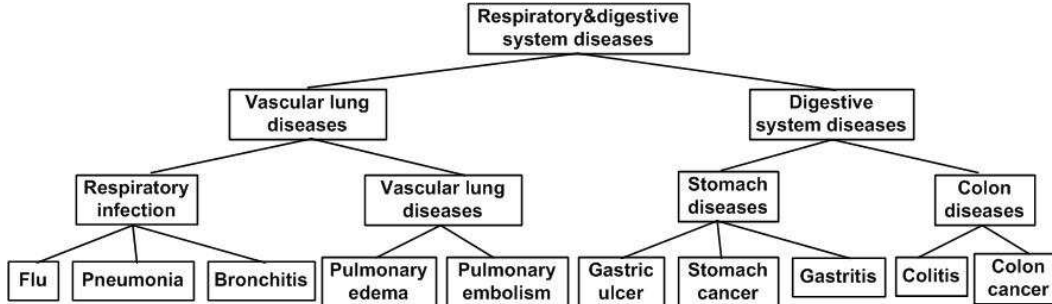 Respiratory&digestive
system diseases
Vascular lung
diseases
Digestive
system diseases
Respiratory
infection
Vascular lung
diseases
Stomach
diseases
Colon
diseases
Flu
Pneumonia
Bronchitis
Pulmonary
edema
Pulmonary
embolism
Gastric
ulcer
Stomach
cancer
Gastritis
Colitis
Colon
cancer